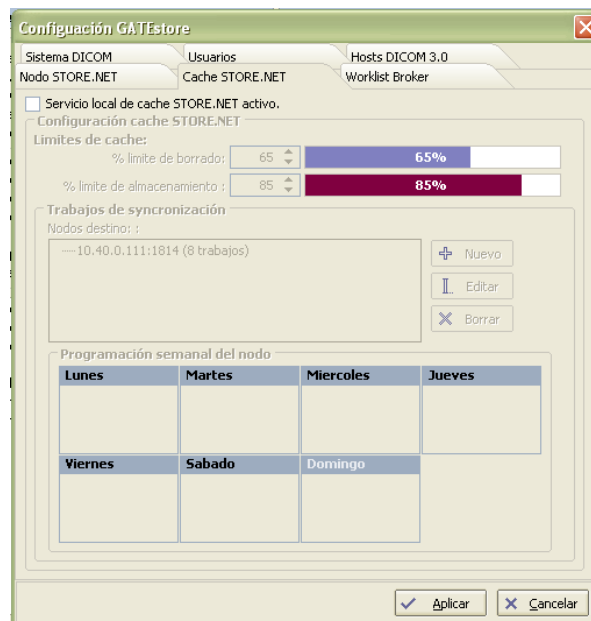 Configuación GATEstore
Sistema DICOM Usuarios Hosts DICOM 3.0
Nodo STORE.NET Cache STORE.NET Worklist Broker
Servicio local de cache STORE.NET activo.
Configuración cache STORE.NET
Limites de cache:
% limite de borrado: 65 65%
% limite de almacenamiento : 85 85%
Trabajos de syncronización
Nodos destino: :
10.40.0.111:1814 (8 trabajos)
Nuevo
Editar
Borrar
Programación semanal del nodo
Lunes Martes Miercoles Jueves
Viernes Sabado Domingo
Aplicar Cancelar